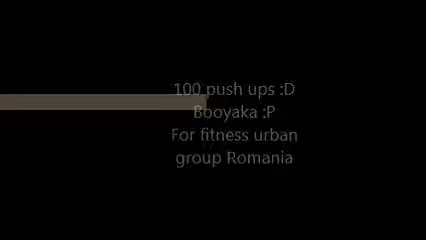 100 push ups :D
Booyaka :P
For fitness urban
group Romania